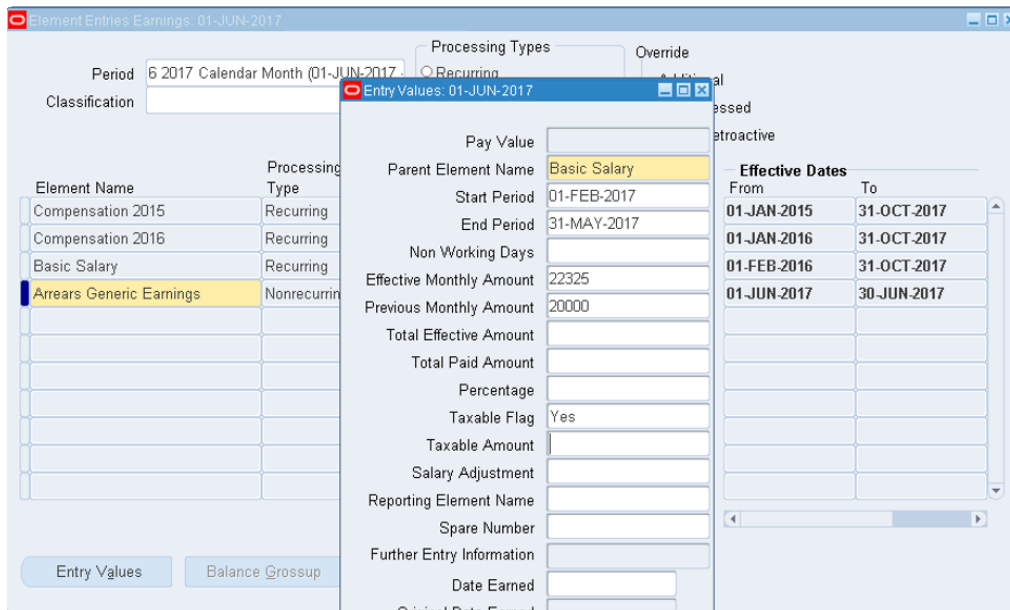 Element Entries Earnings: 01-JUN-2017
Processing Types
Override
Period 6 2017 Calendar Month (01-JUN-2017 -
Recurring
Classification
Entry Values: 01-JUN-2017
Pay Value
Parent Element Name Basic Salary
Start Period 01-FEB-2017
End Period 31-MAY-2017
Non Working Days
Effective Monthly Amount 22325
Previous Monthly Amount 20000
Total Effective Amount
Total Paid Amount
Percentage
Taxable Flag Yes
Taxable Amount
Salary Adjustment
Reporting Element Name
Spare Number
Further Entry Information
Date Earned
essed
etroactive
Processing
Element Name Type
Compensation 2015 Recurring
Compensation 2016 Recurring
Basic Salary Recurring
Arrears Generic Earnings Nonrecurrin
Effective Dates
From To
01-JAN-2015 31-OCT-2017
01-JAN-2016 31-OCT-2017
01-FEB-2016 31-OCT-2017
01-JUN-2017 30-JUN-2017
Entry Values Balance Grossup